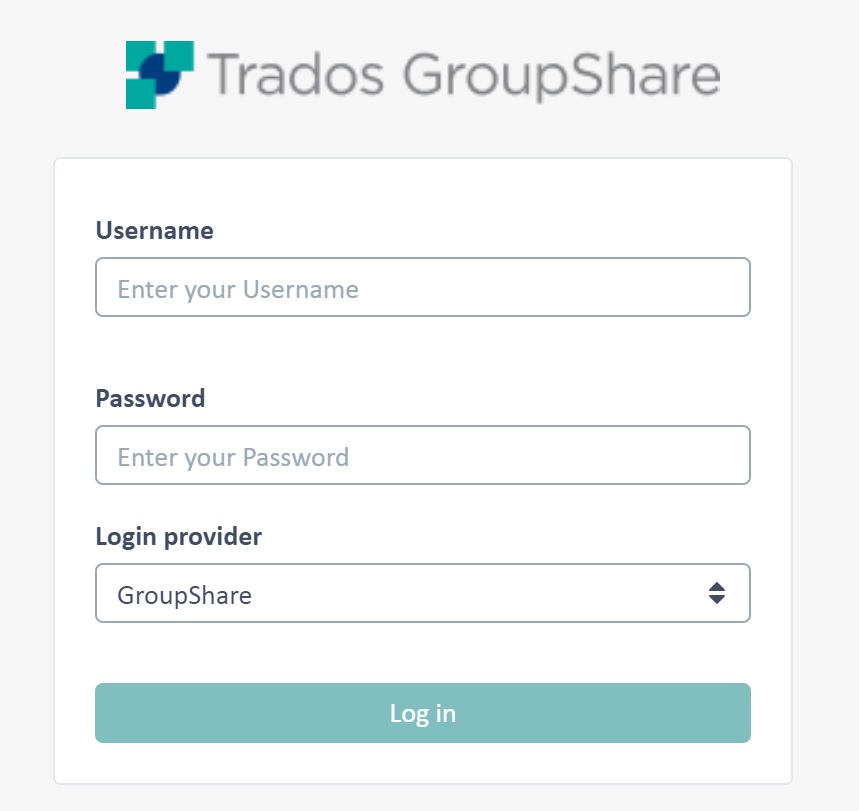 Trados GroupShare
Username
Enter your Username
Password
Enter your Password
Login provider
GroupShare
Log in